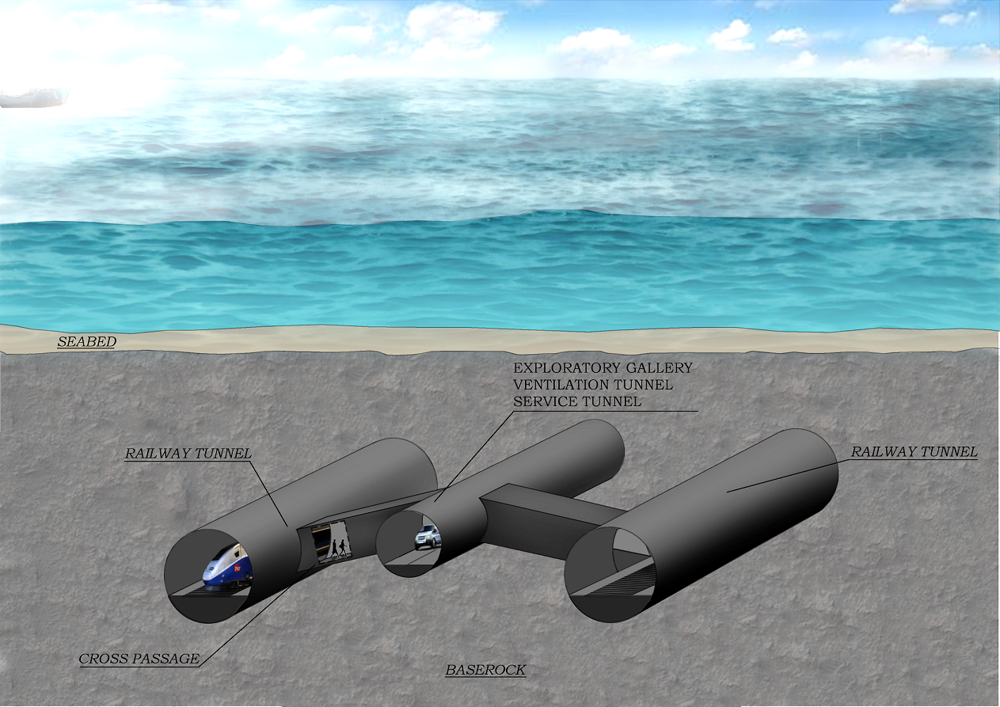 SEABED
EXPLORATORY GALLERY
VENTILATION TUNNEL
SERVICE TUNNEL
RAILWAY TUNNEL
RAILWAY TUNNEL
CROSS PASSAGE
BASEROCK